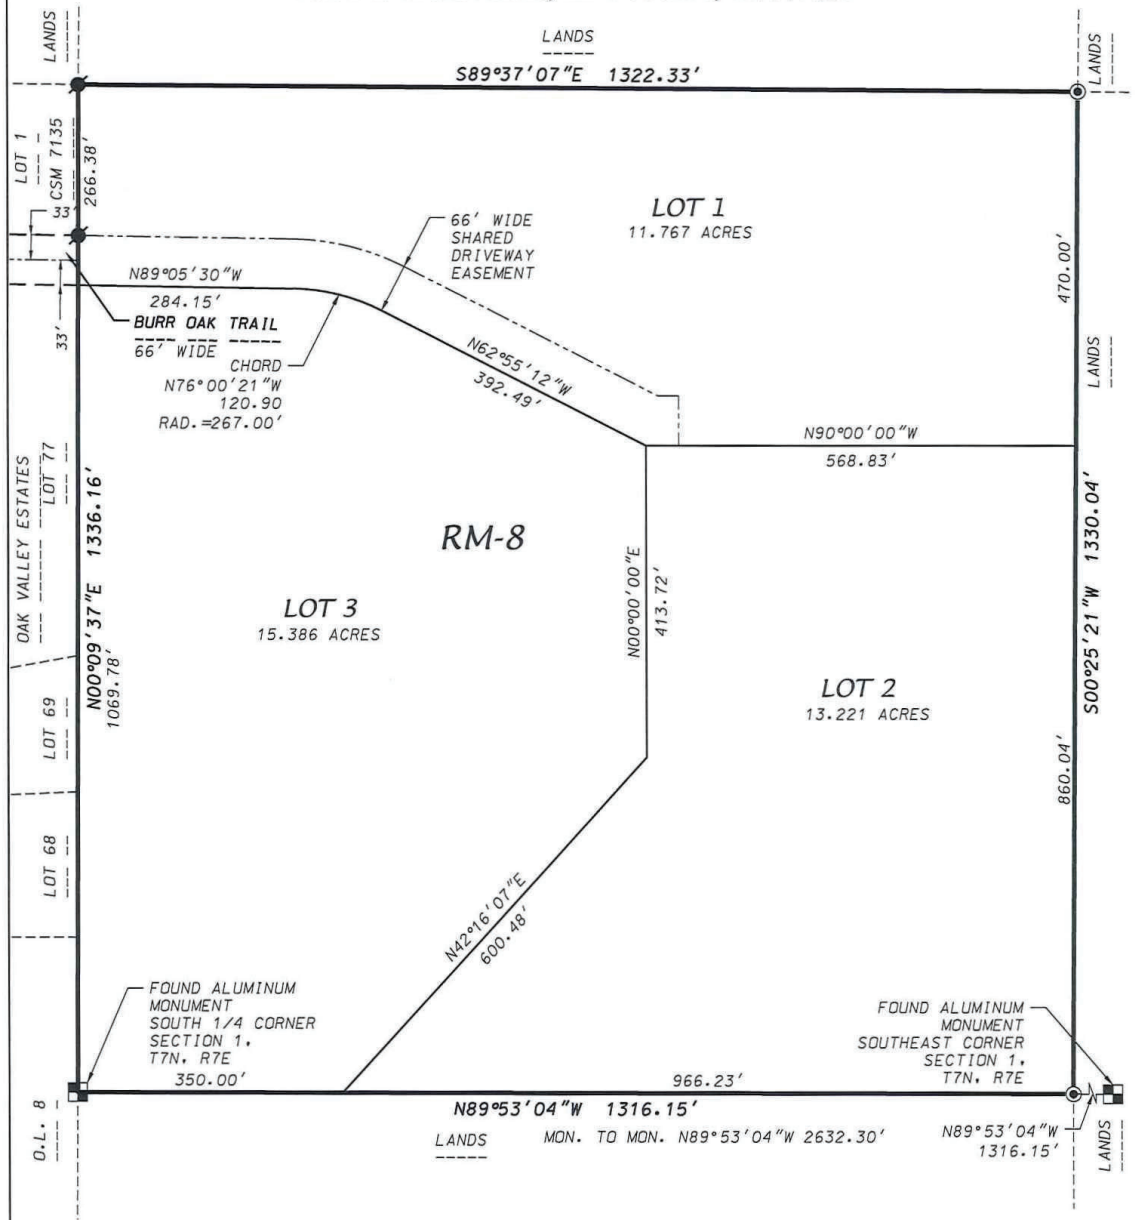 LANDS
LANDS
S89°37'07"E 1322.33'
LANDS
LOT 1
CSM 7135
266.38'
33'
66' WIDE
SHARED
DRIVEWAY
EASEMENT
LOT 1
11.767 ACRES
470.00'
N89°05'30"W
284.15'
BURR OAK TRAIL
66' WIDE
33'
CHORD
N76°00'21"W
120.90
RAD.=267.00'
N62°55'12"W
392.49'
LANDS
N90°00'00"W
568.83'
OAK VALLEY ESTATES
LOT 77
N00°09'37"E 1336.16'
1069.78'
RM-8
N00°00'00"E
413.72'
S00°25'21"W 1330.04'
LOT 3
15.386 ACRES
LOT 2
13.221 ACRES
LOT 69
860.04'
LOT 68
N42°16'07"E
600.48'
FOUND ALUMINUM
MONUMENT
SOUTH 1/4 CORNER
SECTION 1,
T7N, R7E
FOUND ALUMINUM
MONUMENT
SOUTHEAST CORNER
SECTION 1,
T7N, R7E
350.00'
966.23'
O.L. 8
N89°53'04"W 1316.15'
LANDS
MON. TO MON. N89°53'04"W 2632.30'
N89°53'04"W
1316.15'
LANDS